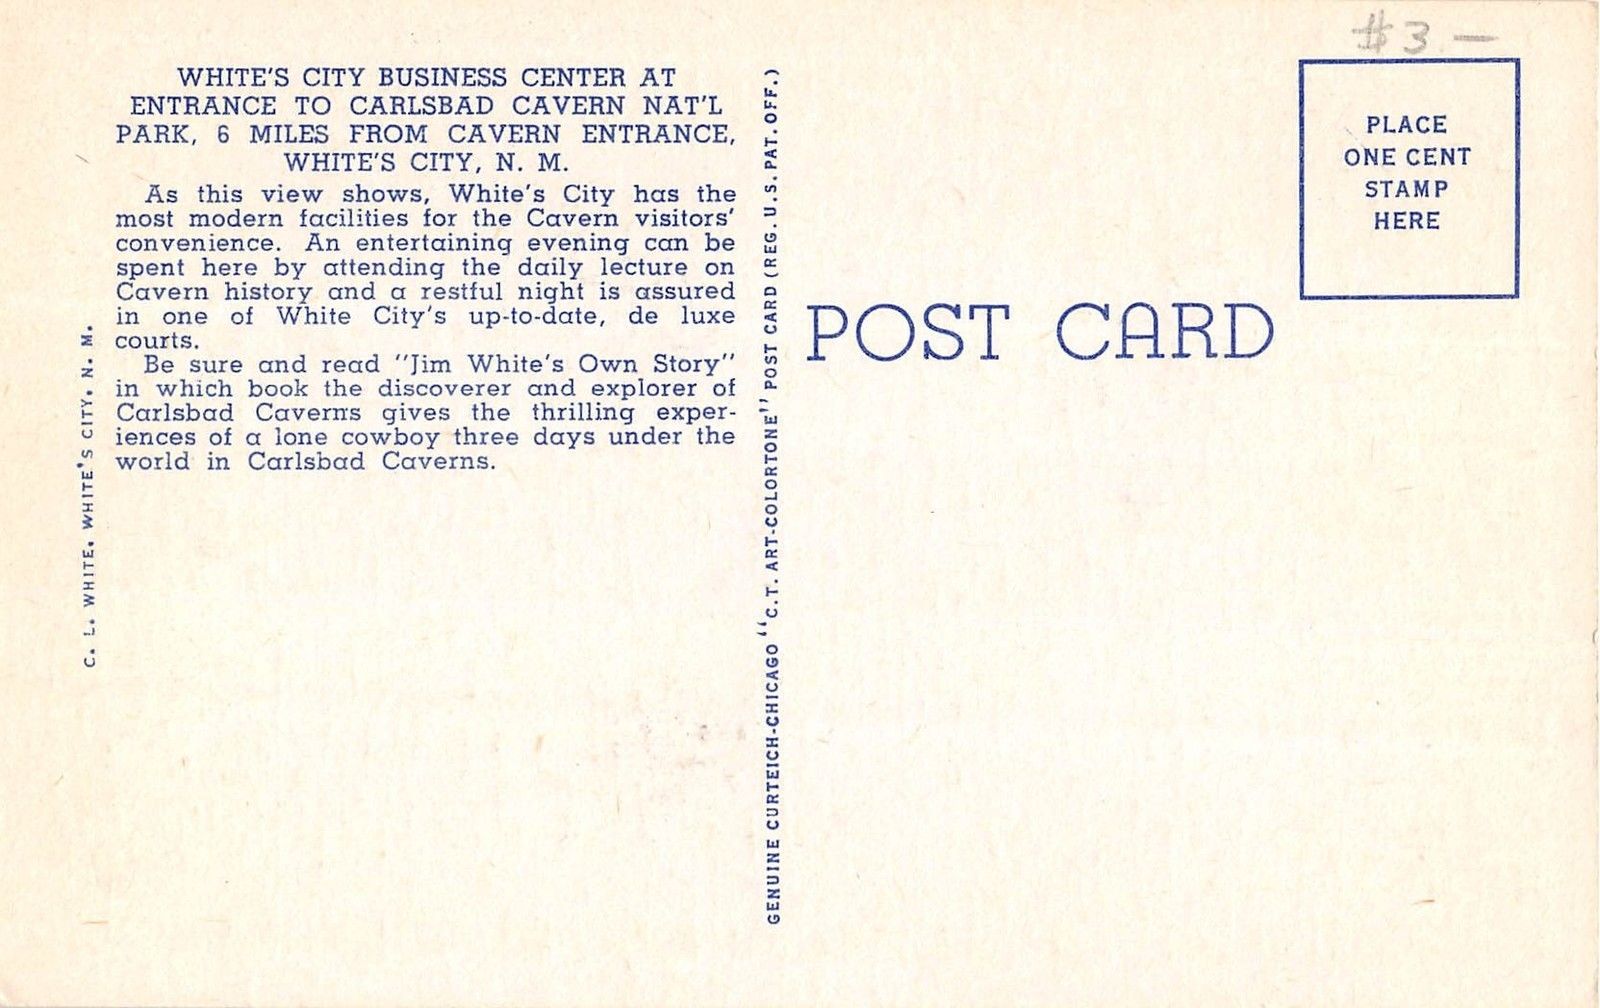 $3 —
WHITE'S CITY BUSINESS CENTER AT
ENTRANCE TO CARLSBAD CAVERN NAT'L
PARK, 6 MILES FROM CAVERN ENTRANCE,
WHITE'S CITY, N. M.
As this view shows, White's City has the
most modern facilities for the Cavern visitors'
convenience. An entertaining evening can be
spent here by attending the daily lecture on
Cavern history and a restful night is assured
in one of White City's up-to-date, de luxe
courts.
Be sure and read "Jim White's Own Story"
in which book the discoverer and explorer of
Carlsbad Caverns gives the thrilling exper-
iences of a lone cowboy three days under the
world in Carlsbad Caverns.
C. L. WHITE, WHITE'S CITY, N. M.
GENUINE CURTEICH-CHICAGO "C.T. ART-COLORTONE" POST CARD (REG. U.S. PAT. OFF.)
POST CARD
PLACE
ONE CENT
STAMP
HERE